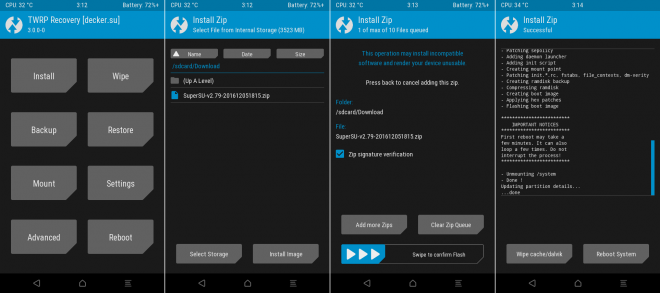 CPU: 32 °C
3:12
Battery: 72%+
TWRP Recovery [decker.su]
3.0.0-0
Install
Wipe
Backup
Restore
Mount
Settings
Advanced
Reboot
CPU: 32 °C
3:12
Battery: 72%+
Install Zip
Select File from Internal Storage (3523 MB)
Name
Date
Size
/sdcard/Download
(Up A Level)
SuperSU-v2.79-201612051815.zip
Select Storage
Install Image
CPU: 32 °C
3:13
Battery: 72%+
Install Zip
1 of max of 10 Files queued
This operation may install incompatible
software and render your device unusable.
Press back to cancel adding this zip.
Folder:
/sdcard/Download
File:
SuperSU-v2.79-201612051815.zip
Zip signature verification
Add more Zips
Clear Zip Queue
Swipe to confirm Flash
CPU: 34 °C
3:14
Battery: 72%+
Install Zip
Successful
- Patching sepolicy
- Adding daemon launcher
- Adding init script
- Creating mount point
- Patching init.*.rc, fstabs, file_contexts, dm-verity
- Creating ramdisk backup
- Compressing ramdisk
- Creating boot image
- Applying hex patches
- Flashing boot image
*************************
IMPORTANT NOTICES
*************************
First reboot may take a
few minutes. It can also
loop a few times. Do not
interrupt the process!
*************************
- Unmounting /system
- Done !
Updating partition details...
...done
Wipe cache/dalvik
Reboot System